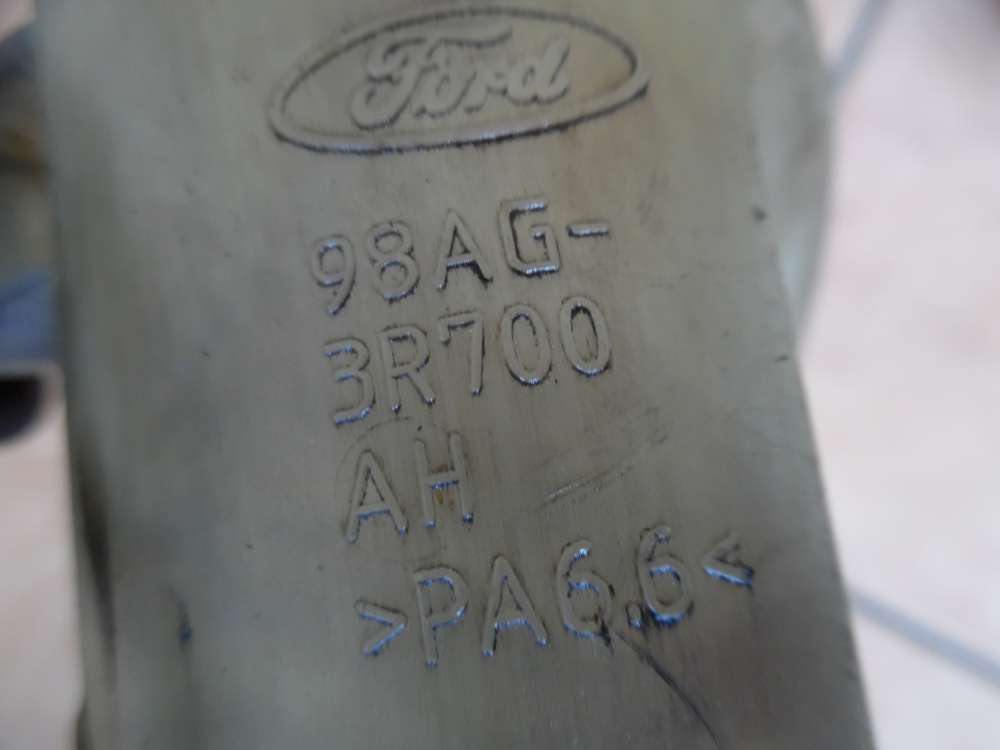 Ford
98AG-
3R700
AH
>PA6.6<